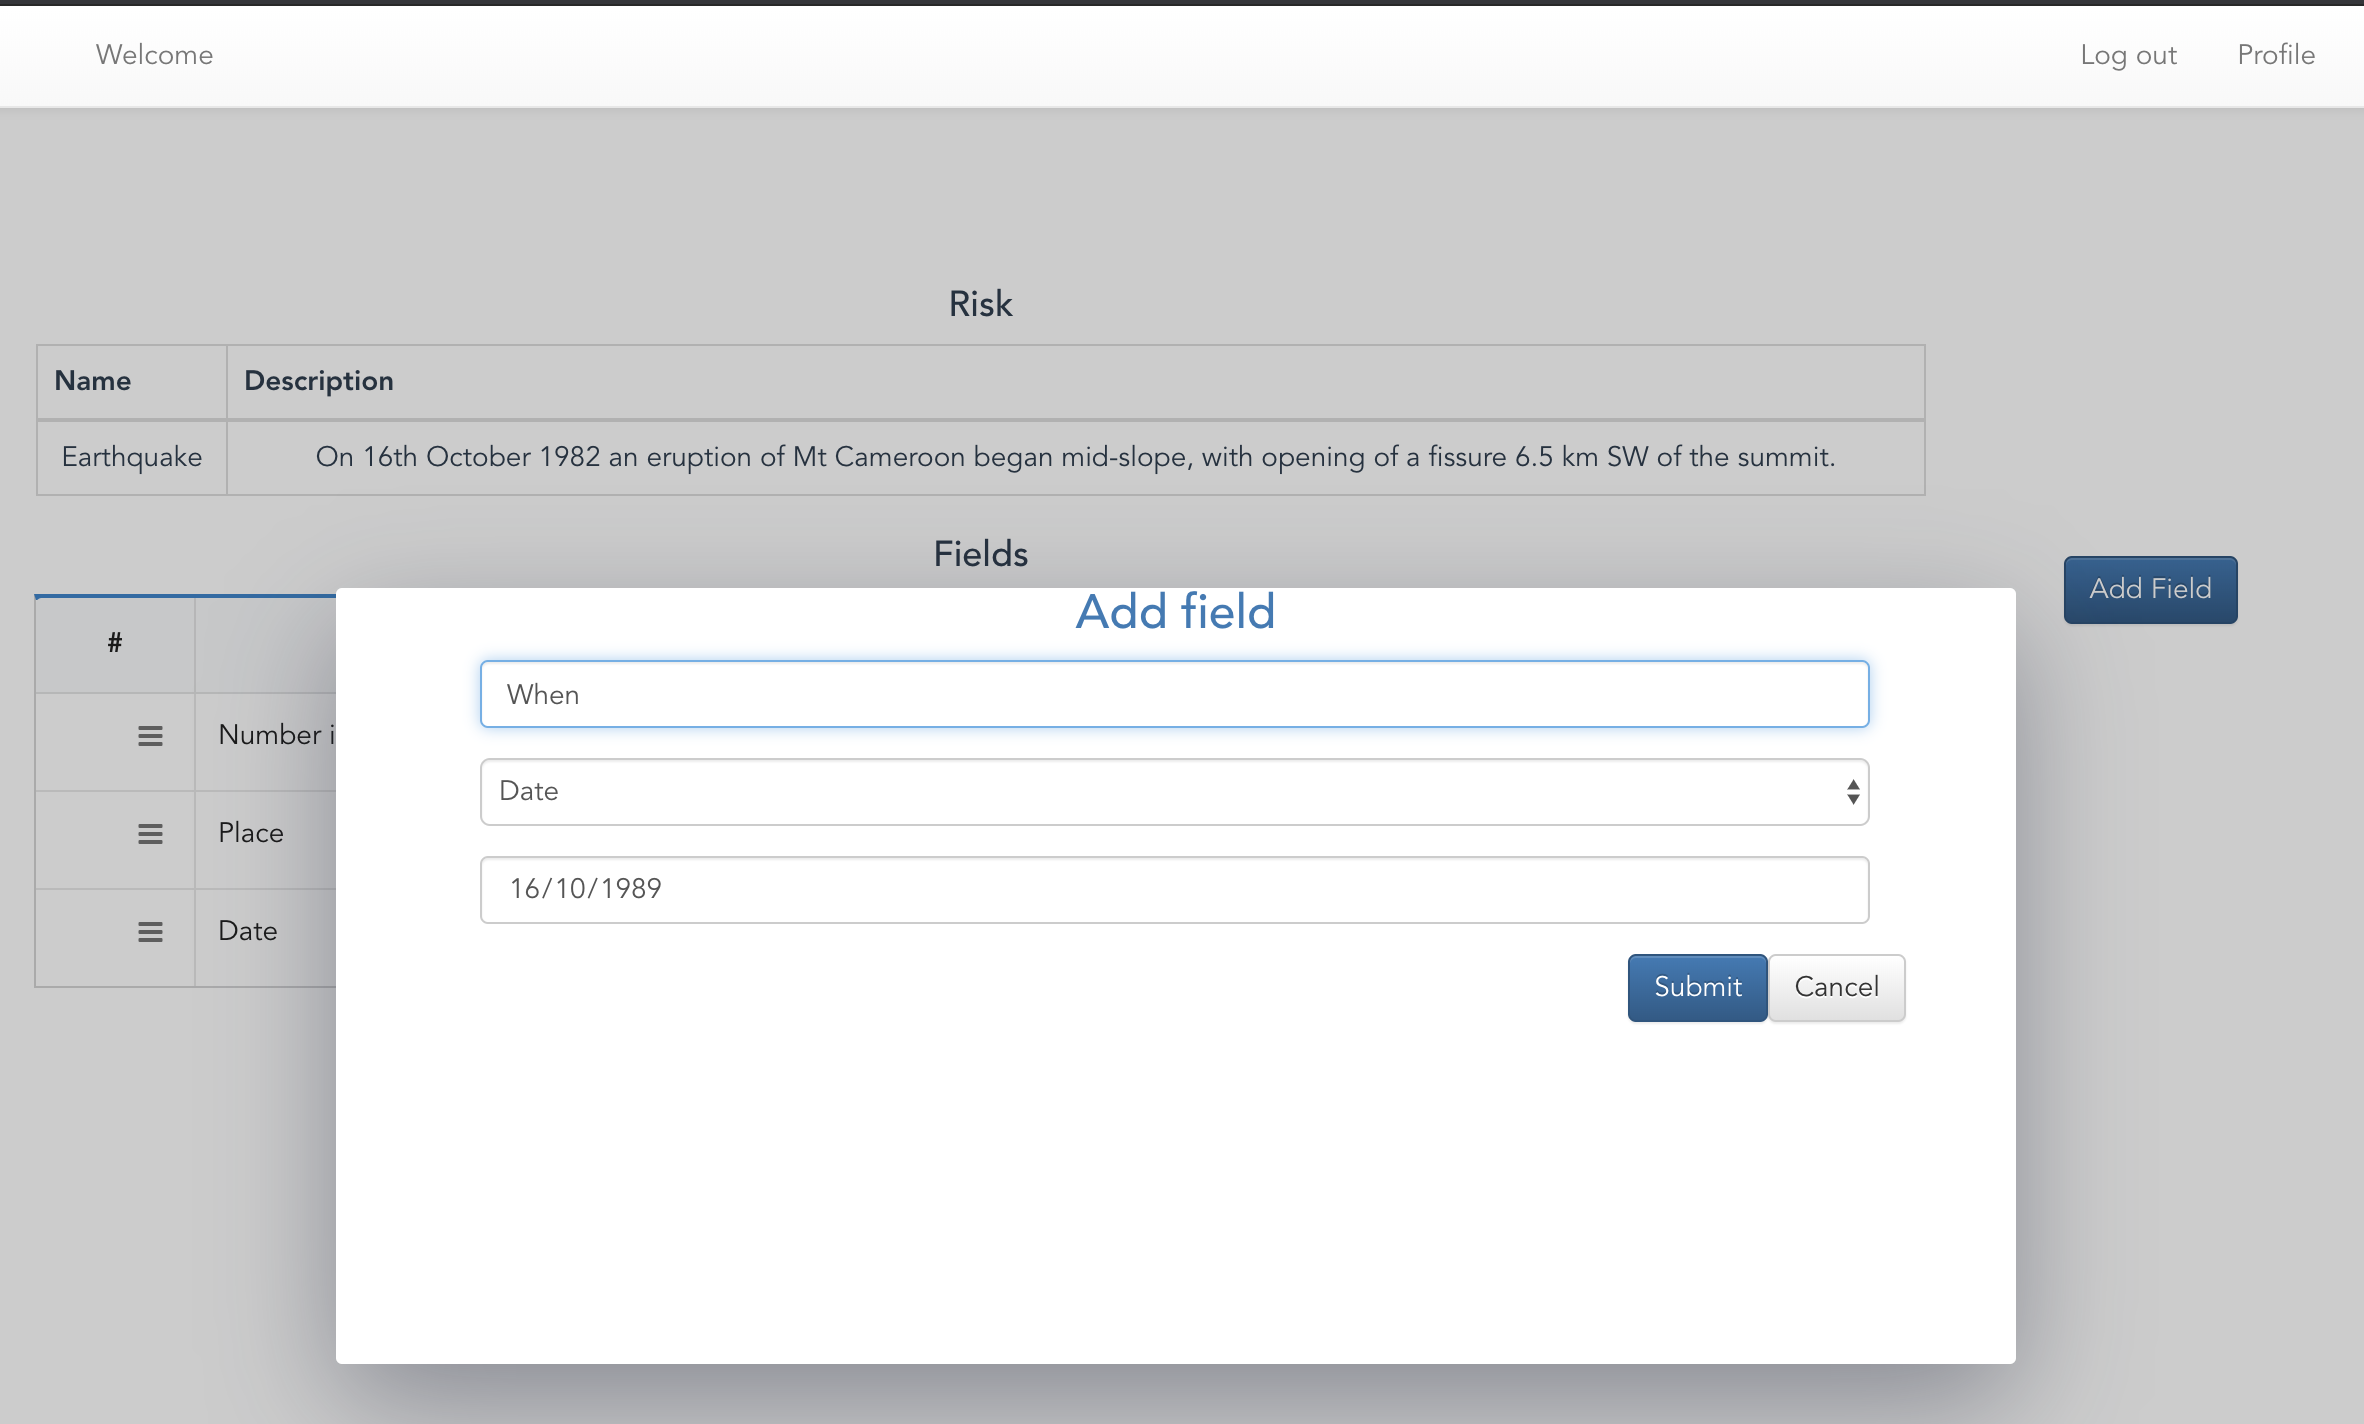 Welcome Log out Profile
Risk
Name Description
Earthquake On 16th October 1982 an eruption of Mt Cameroon began mid-slope, with opening of a fissure 6.5 km SW of the summit.
Fields
Add Field
Add field
#
When
Number i
Date
Place
16/10/1989
Date
Submit Cancel